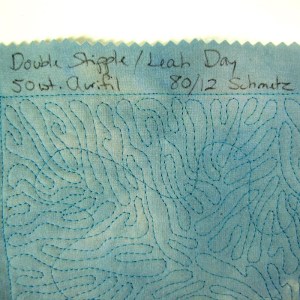 Double Stipple / Leah Day
50wt. Aurifil 80/12 Schmetz